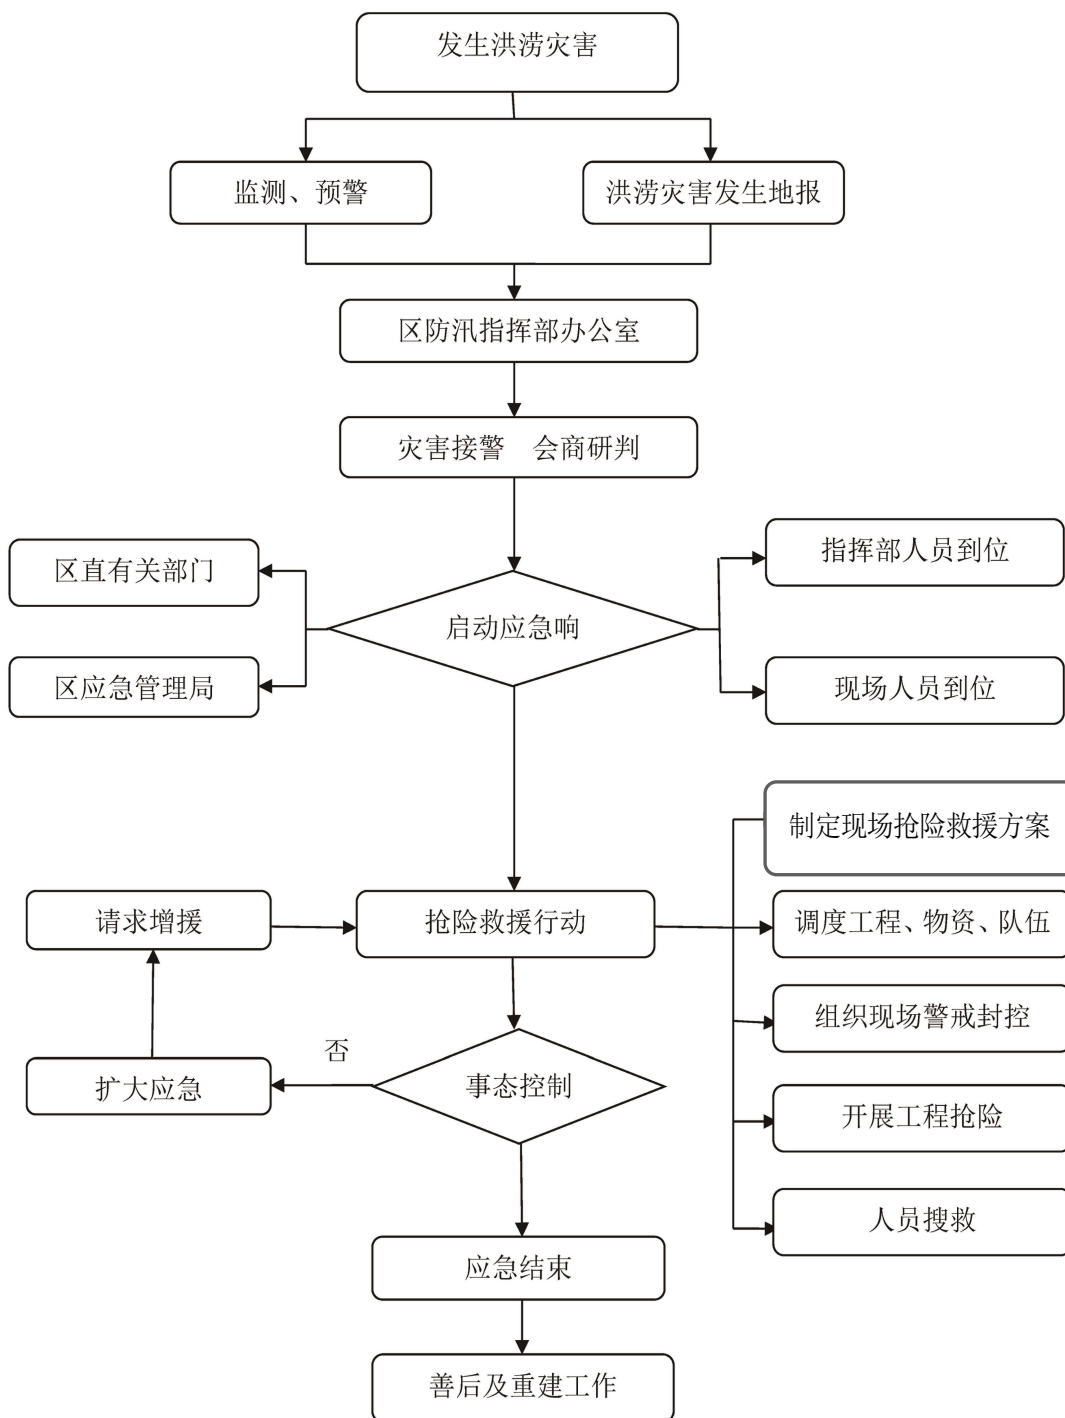 发生洪涝灾害
监测、预警
洪涝灾害发生地报
区防汛指挥部办公室
灾害接警　会商研判
区直有关部门
指挥部人员到位
启动应急响
区应急管理局
现场人员到位
制定现场抢险救援方案
请求增援
抢险救援行动
调度工程、物资、队伍
组织现场警戒封控
否
扩大应急
事态控制
开展工程抢险
人员搜救
应急结束
善后及重建工作